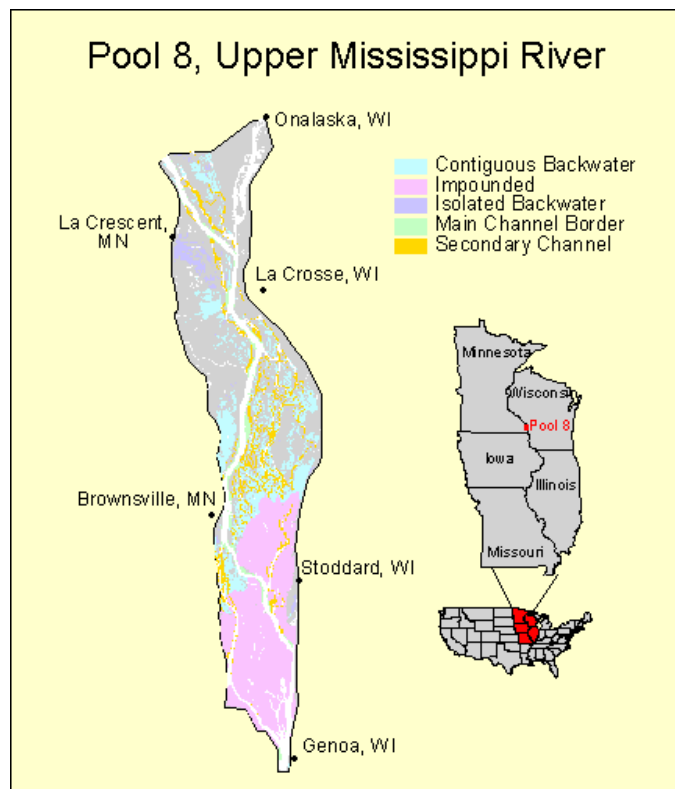 Pool 8, Upper Mississippi River
Onalaska, WI
Contiguous Backwater
Impounded
Isolated Backwater
Main Channel Border
Secondary Channel
La Crescent,
MN
La Crosse, WI
Minnesota
Wisconsi
Pool 8
Iowa
Illinois
Missouri
Brownsville, MN
Stoddard, WI
Genoa, WI